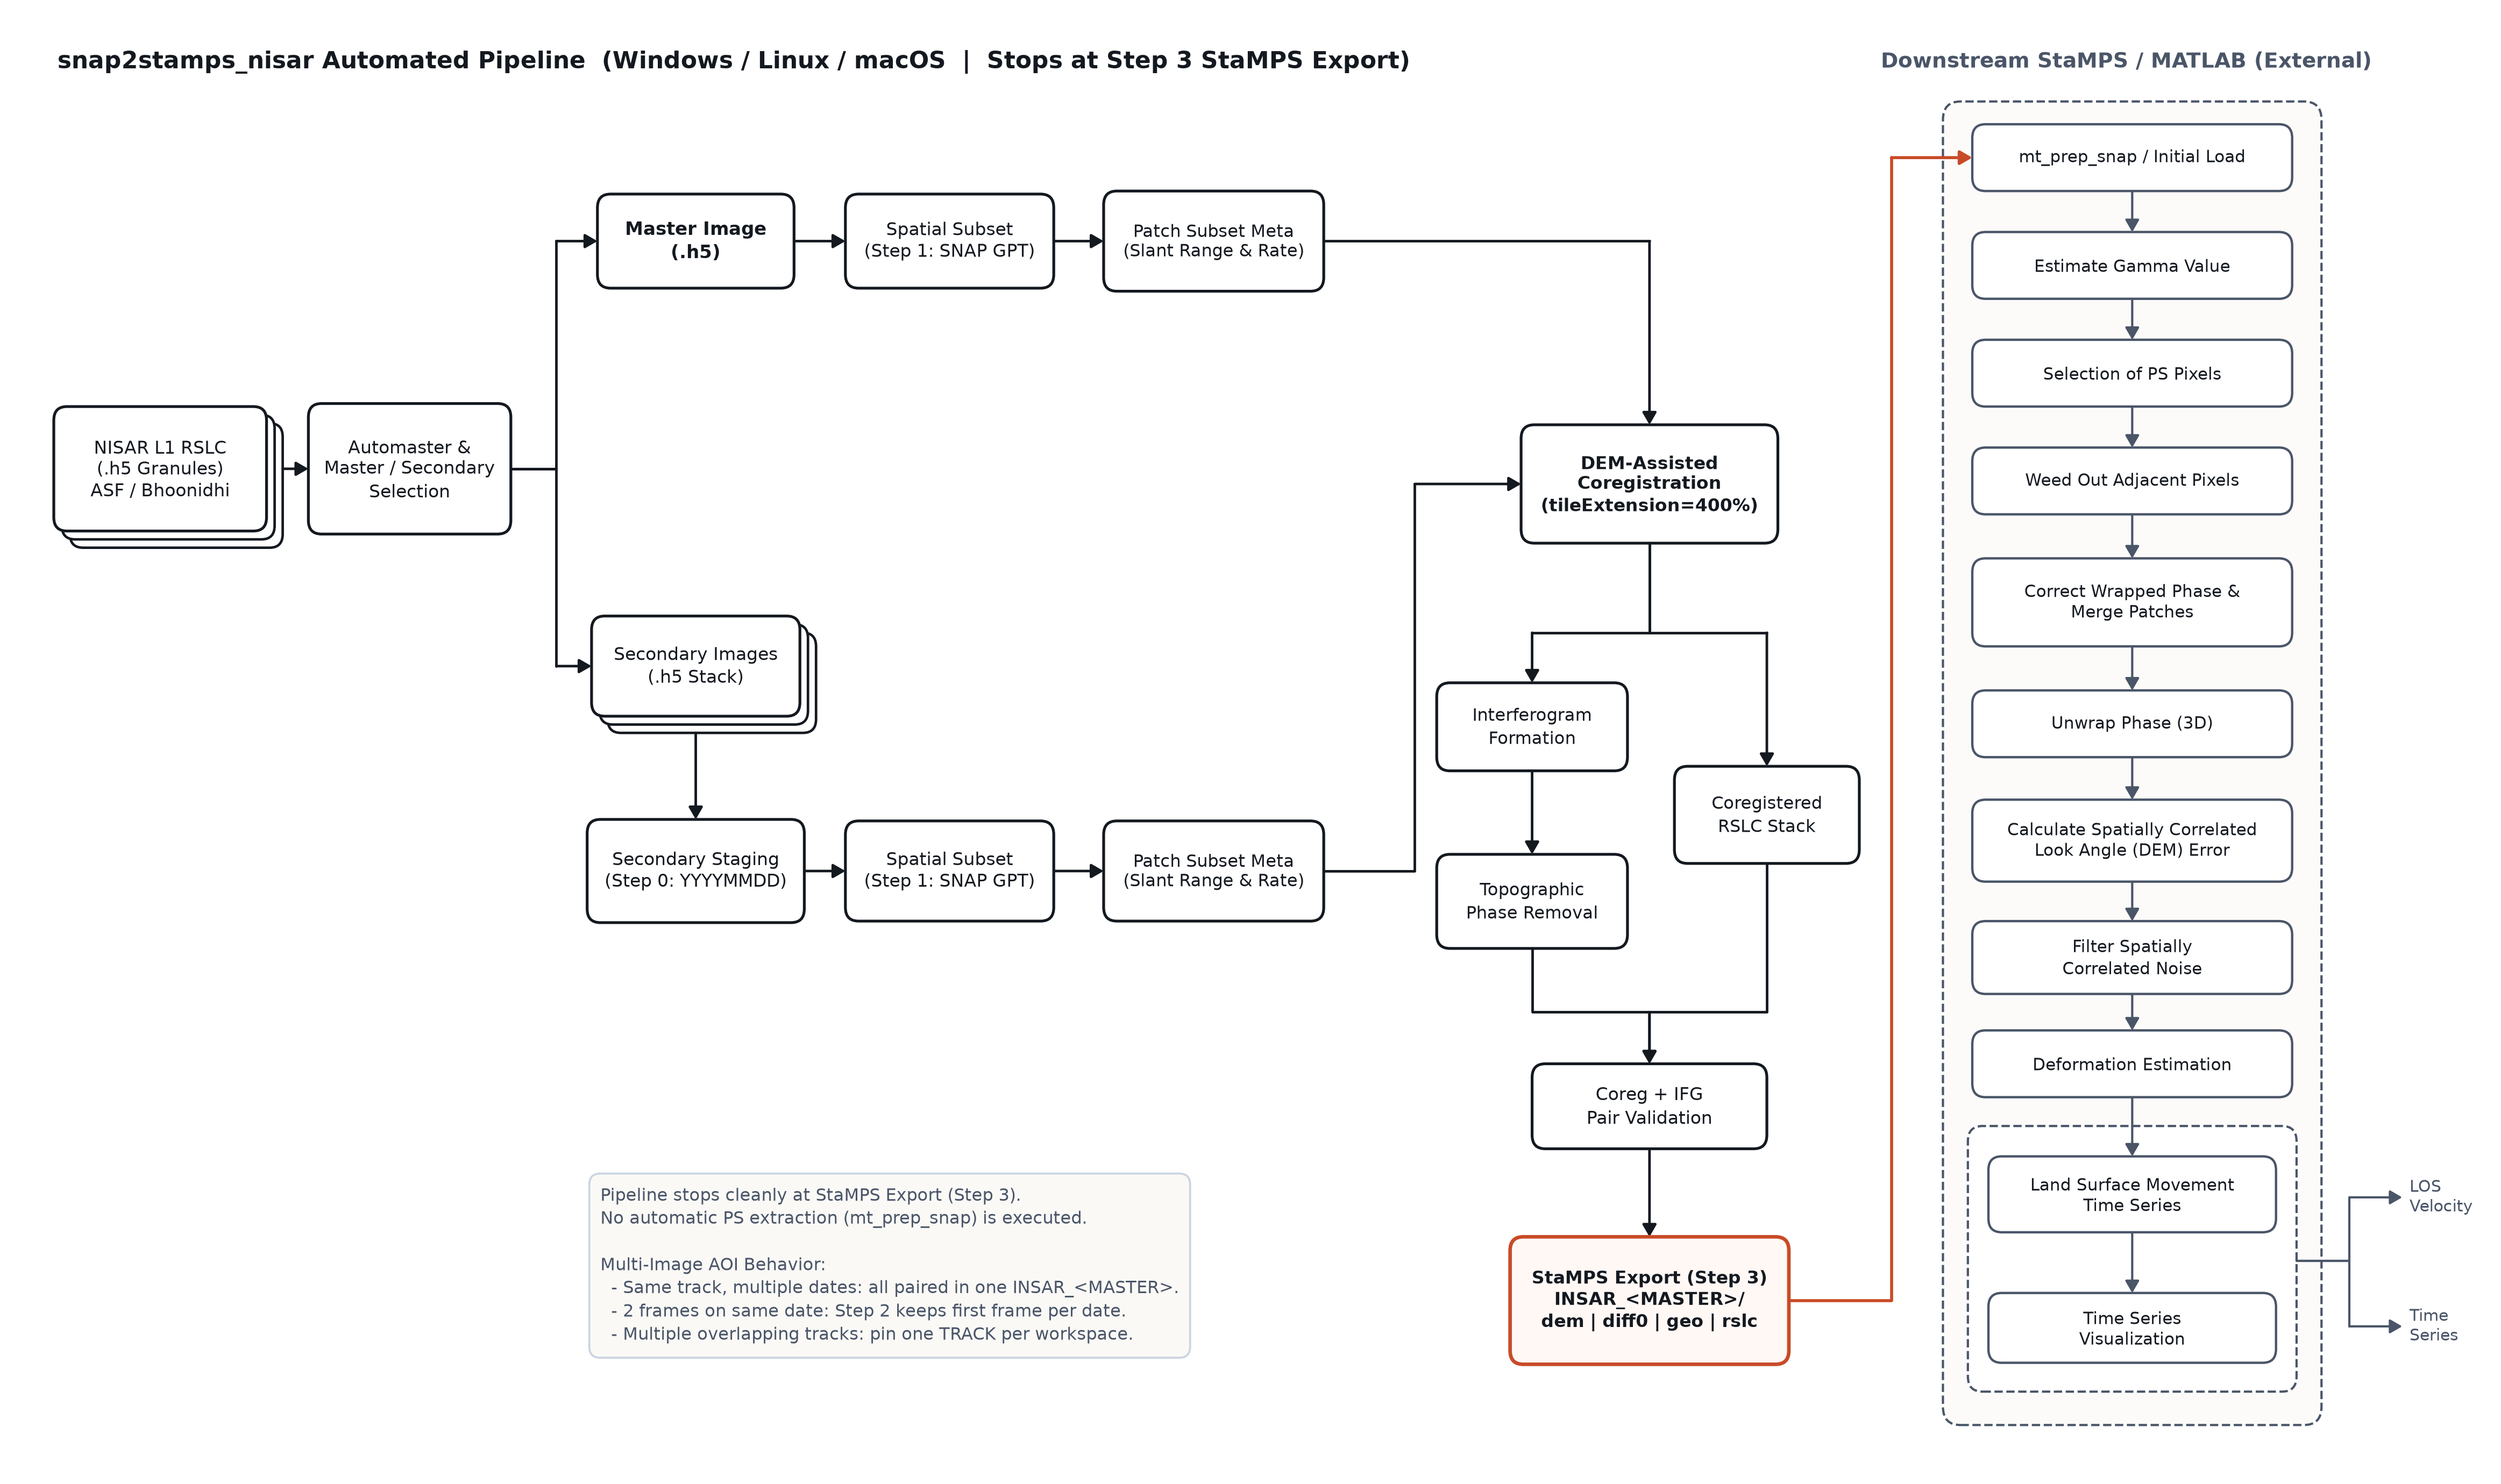 snap2stamps_nisar Automated Pipeline  (Windows / Linux / macOS  |  Stops at Step 3 StaMPS Export)
Downstream StaMPS / MATLAB (External)
NISAR L1 RSLC
(.h5 Granules)
ASF / Bhoonidhi
Automaster &
Master / Secondary
Selection
Master Image
(.h5)
Spatial Subset
(Step 1: SNAP GPT)
Patch Subset Meta
(Slant Range & Rate)
Secondary Images
(.h5 Stack)
Secondary Staging
(Step 0: YYYYMMDD)
Spatial Subset
(Step 1: SNAP GPT)
Patch Subset Meta
(Slant Range & Rate)
DEM-Assisted
Coregistration
(tileExtension=400%)
Interferogram
Formation
Coregistered
RSLC Stack
Topographic
Phase Removal
Coreg + IFG
Pair Validation
StaMPS Export (Step 3)
INSAR_<MASTER>/
dem | diff0 | geo | rslc
Pipeline stops cleanly at StaMPS Export (Step 3).
No automatic PS extraction (mt_prep_snap) is executed.
Multi-Image AOI Behavior:
- Same track, multiple dates: all paired in one INSAR_<MASTER>.
- 2 frames on same date: Step 2 keeps first frame per date.
- Multiple overlapping tracks: pin one TRACK per workspace.
mt_prep_snap / Initial Load
Estimate Gamma Value
Selection of PS Pixels
Weed Out Adjacent Pixels
Correct Wrapped Phase &
Merge Patches
Unwrap Phase (3D)
Calculate Spatially Correlated
Look Angle (DEM) Error
Filter Spatially
Correlated Noise
Deformation Estimation
Land Surface Movement
Time Series
Time Series
Visualization
LOS
Velocity
Time
Series